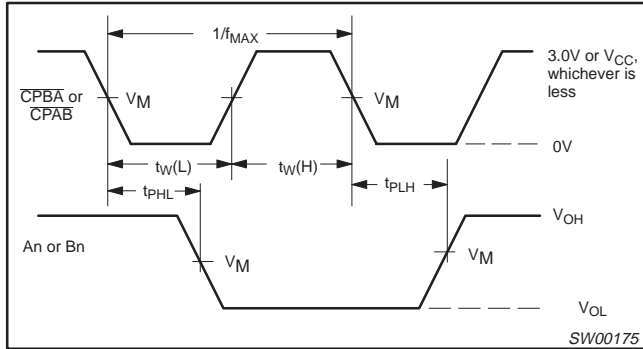 1/fMAX
3.0V or VCC,
whichever is
less
CPBA or
CPAB
VM
VM
0V
tW(L)
tW(H)
tPHL
tPLH
VOH
An or Bn
VM
VM
VOL
SW00175